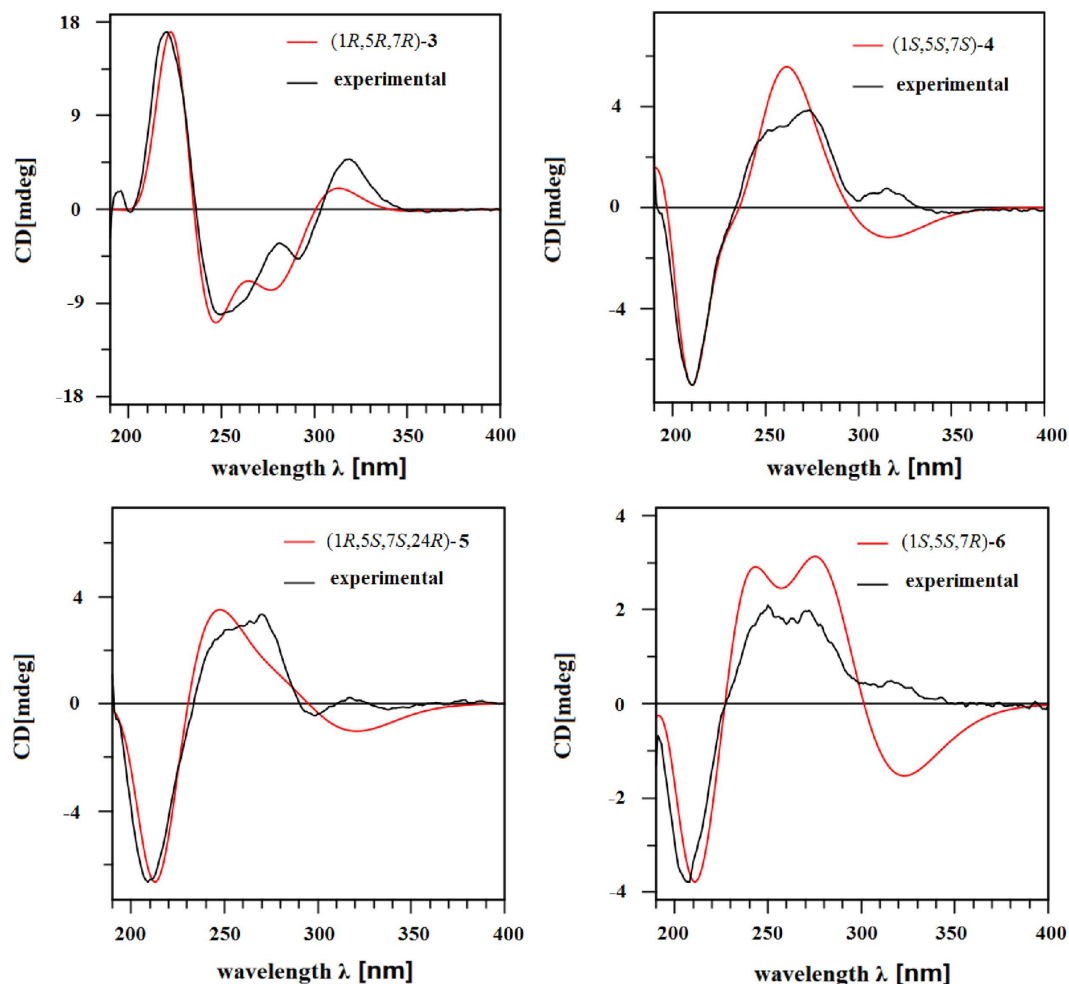 18
9
0
-9
-18
CD[mdeg]
(1R,5R,7R)-3
experimental
200 250 300 350 400
wavelength λ [nm]
4
0
-4
CD[mdeg]
(1S,5S,7S)-4
experimental
200 250 300 350 400
wavelength λ [nm]
4
0
-4
CD[mdeg]
(1R,5S,7S,24R)-5
experimental
200 250 300 350 400
wavelength λ [nm]
4
2
0
-2
-4
CD[mdeg]
(1S,5S,7R)-6
experimental
200 250 300 350 400
wavelength λ [nm]